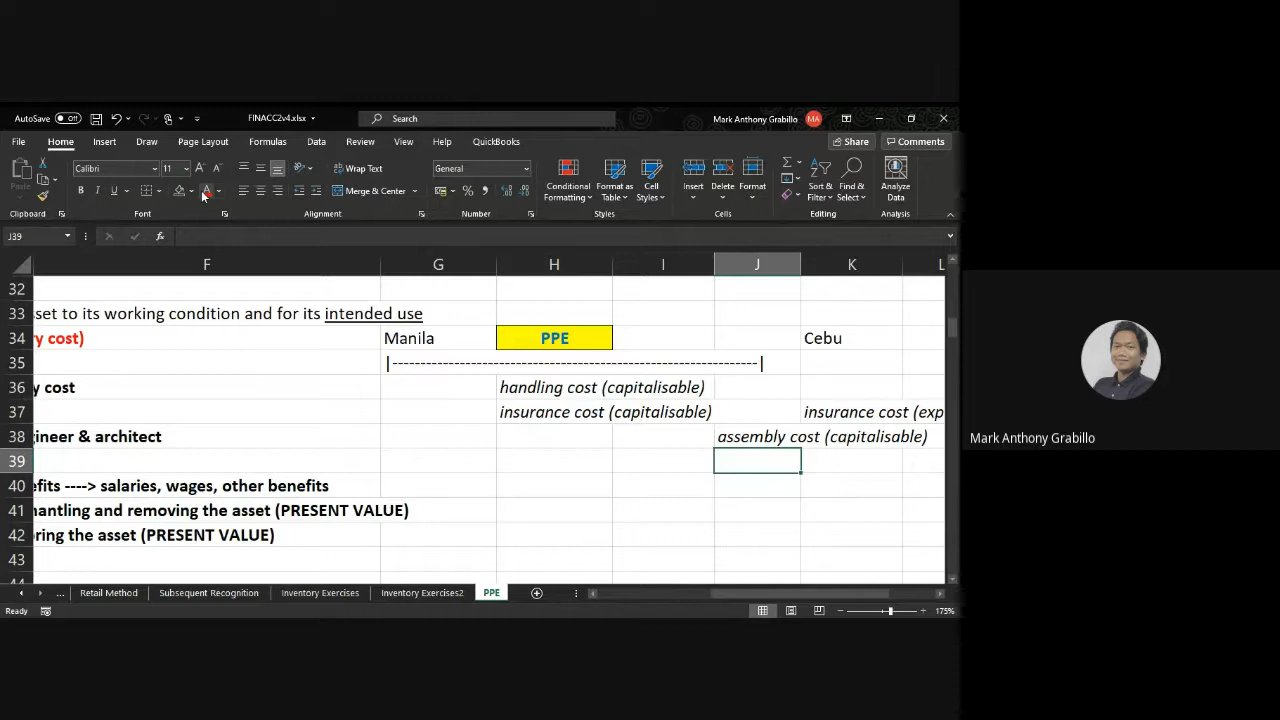 AutoSave Off FINACC2v4.xlsx Search Mark Anthony Grabillo MA
File Home Insert Draw Page Layout Formulas Data Review View Help QuickBooks Share Comments
Paste Calibri 11 A A Wrap Text General Conditional Formatting Format as Table Cell Styles Insert Delete Format Sort & Filter Find & Select Analyze Data
B I U A Merge & Center % ,
Clipboard Font Alignment Number Styles Cells Editing Analysis
J39 fx
F G H I J K L
32
33 set to its working condition and for its intended use
34 y cost) Manila PPE Cebu
35 |-------------------------------------------------------------------|
36 y cost handling cost (capitalisable)
37 insurance cost (capitalisable) insurance cost (exp
38 ineer & architect assembly cost (capitalisable)
39
40 efits ----> salaries, wages, other benefits
41 mantling and removing the asset (PRESENT VALUE)
42 oring the asset (PRESENT VALUE)
43
44
... Retail Method Subsequent Recognition Inventory Exercises Inventory Exercises2 PPE
Ready 175%
Mark Anthony Grabillo